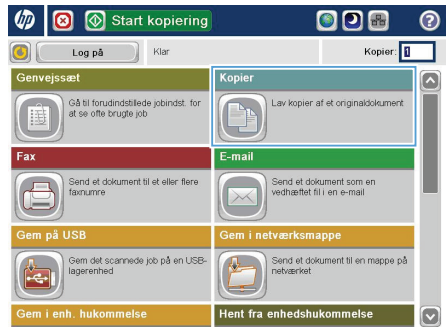 hp
Start kopiering
?
Log på
Klar
Kopier:
1
Genvejssæt
Gå til forudindstillede jobindst. for
at se ofte brugte job
Kopier
Lav kopier af et originaldokument
Fax
Send et dokument til et eller flere
faxnumre
E-mail
Send et dokument som en
vedhæftet fil i en e-mail
Gem på USB
Gem det scannede job på en USB-
lagerenhed
Gem i netværksmappe
Send et dokument til en mappe på
netværket
Gem i enh. hukommelse
Hent fra enhedshukommelse